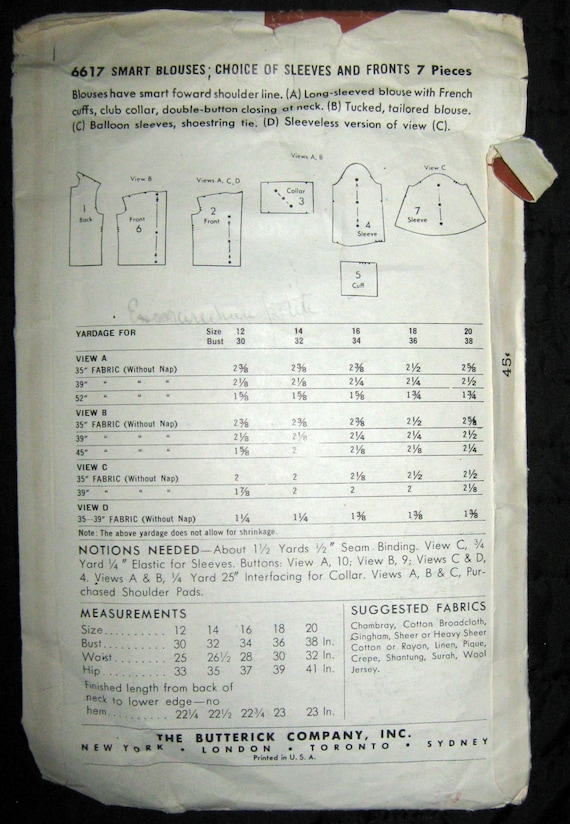 6617 SMART BLOUSES; CHOICE OF SLEEVES AND FRONTS 7 Pieces
Blouses have smart foward shoulder line. (A) Long-sleeved blouse with French
cuffs, club collar, double-button closing at neck. (B) Tucked, tailored blouse.
(C) Balloon sleeves, shoestring tie. (D) Sleeveless version of view (C).
Views A, B
View B
Views A, C, D
View C
1 Back
Front 6
2 Front
Collar 3
4 Sleeve
7 Sleeve
5 Cuff
YARDAGE FOR Size 12 14 16 18 20
Bust 30 32 34 36 38
VIEW A
35" FABRIC (Without Nap) 2⅜ 2⅜ 2⅜ 2½ 2⅝
39" " " " 2⅛ 2⅛ 2¼ 2¼ 2½
52" " " " 1⅝ 1⅝ 1⅝ 1¾ 1¾
VIEW B
35" FABRIC (Without Nap) 2⅜ 2⅜ 2⅜ 2½ 2⅝
39" " " " 2⅛ 2⅛ 2¼ 2¼ 2½
45" " " " 1⅝ 2 2⅛ 2⅛ 2¼
VIEW C
35" FABRIC (Without Nap) 2 2 2⅛ 2½ 2½
39" " " " 1⅞ 2 2 2 2⅛
VIEW D
35—39" FABRIC (Without Nap) 1¼ 1¼ 1⅜ 1⅜ 1⅜
Note: The above yardage does not allow for shrinkage.
45¢
NOTIONS NEEDED—About 1½ Yards ½" Seam Binding. View C, ¾
Yard ¼" Elastic for Sleeves. Buttons: View A, 10; View B, 9; Views C & D,
4. Views A & B, ¼ Yard 25" Interfacing for Collar. Views A, B & C, Pur-
chased Shoulder Pads.
MEASUREMENTS
Size.......... 12 14 16 18 20
Bust.......... 30 32 34 36 38 In.
Waist......... 25 26½ 28 30 32 In.
Hip........... 33 35 37 39 41 In.
Finished length from back of
neck to lower edge—no
hem.......... 22¼ 22½ 22¾ 23 23 In.
SUGGESTED FABRICS
Chambray, Cotton Broadcloth,
Gingham, Sheer or Heavy Sheer
Cotton or Rayon, Linen, Pique,
Crepe, Shantung, Surah, Wool
Jersey.
THE BUTTERICK COMPANY, INC.
NEW YORK • LONDON • TORONTO • SYDNEY
Printed in U. S. A.